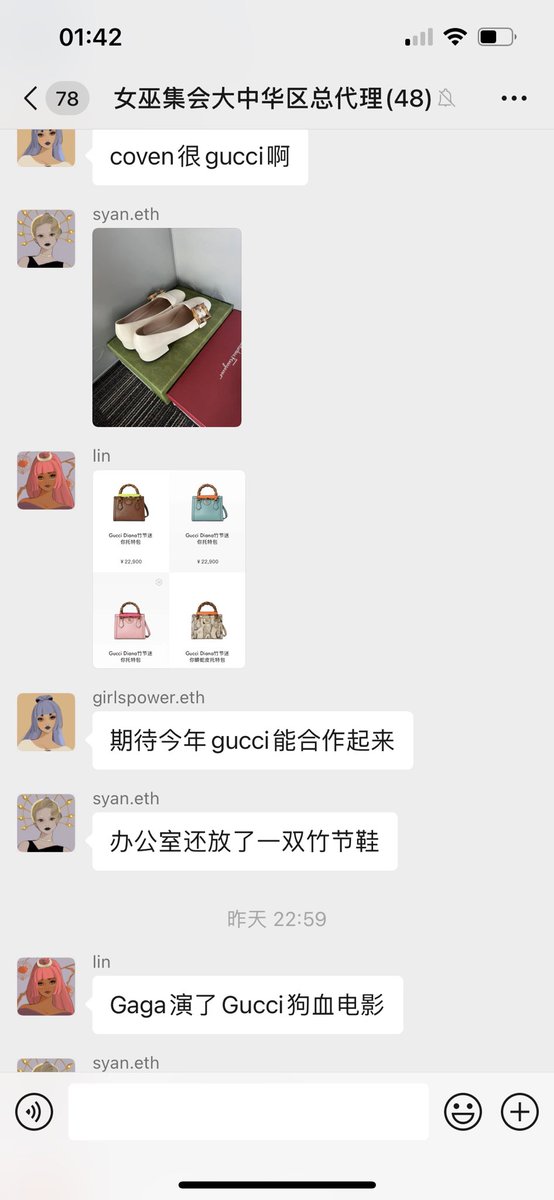 01:42
78
女巫集会大中华区总代理(48)
coven很gucci啊
syan.eth
lin
Gucci Diana竹节迷
你托特包
¥22,900
Gucci Diana竹节迷
你托特包
¥22,900
Gucci Diana竹节迷
你托特包
Gucci Diana竹节迷
你蟒蛇皮托特包
girlspower.eth
期待今年gucci能合作起来
syan.eth
办公室还放了一双竹节鞋
昨天 22:59
lin
Gaga演了Gucci狗血电影
syan.eth